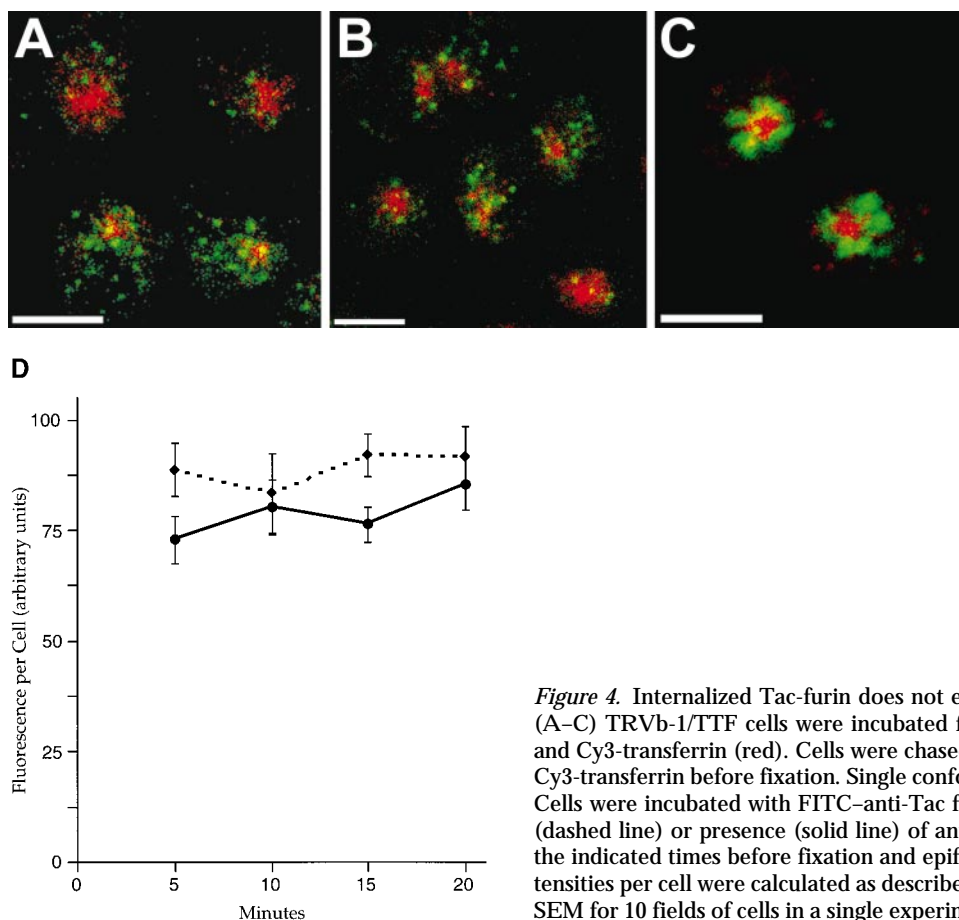 A B C
D
100
75
50
25
0
Fluorescence per Cell (arbitrary units)
0 5 10 15 20
Minutes
Figure 4. Internalized Tac-furin does not
(A–C) TRVb-1/TTF cells were incubated
and Cy3-transferrin (red). Cells were chase
Cy3-transferrin before fixation. Single confo
Cells were incubated with FITC–anti-Tac
(dashed line) or presence (solid line) of an
the indicated times before fixation and epif
tensities per cell were calculated as describe
SEM for 10 fields of cells in a single experim